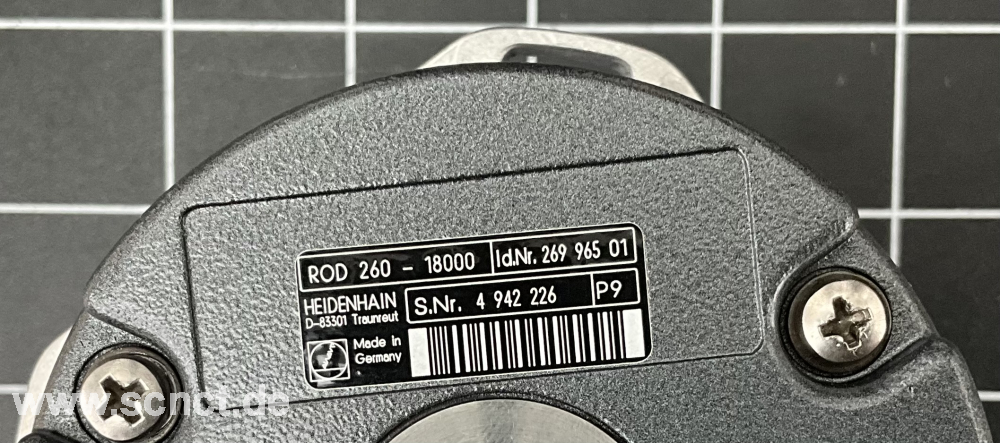 ROD 260 - 18000 Id.Nr. 269 965 01
HEIDENHAIN
D-83301 Traunreut
S.Nr. 4 942 226 P9
Made in
Germany
www.scnct.de